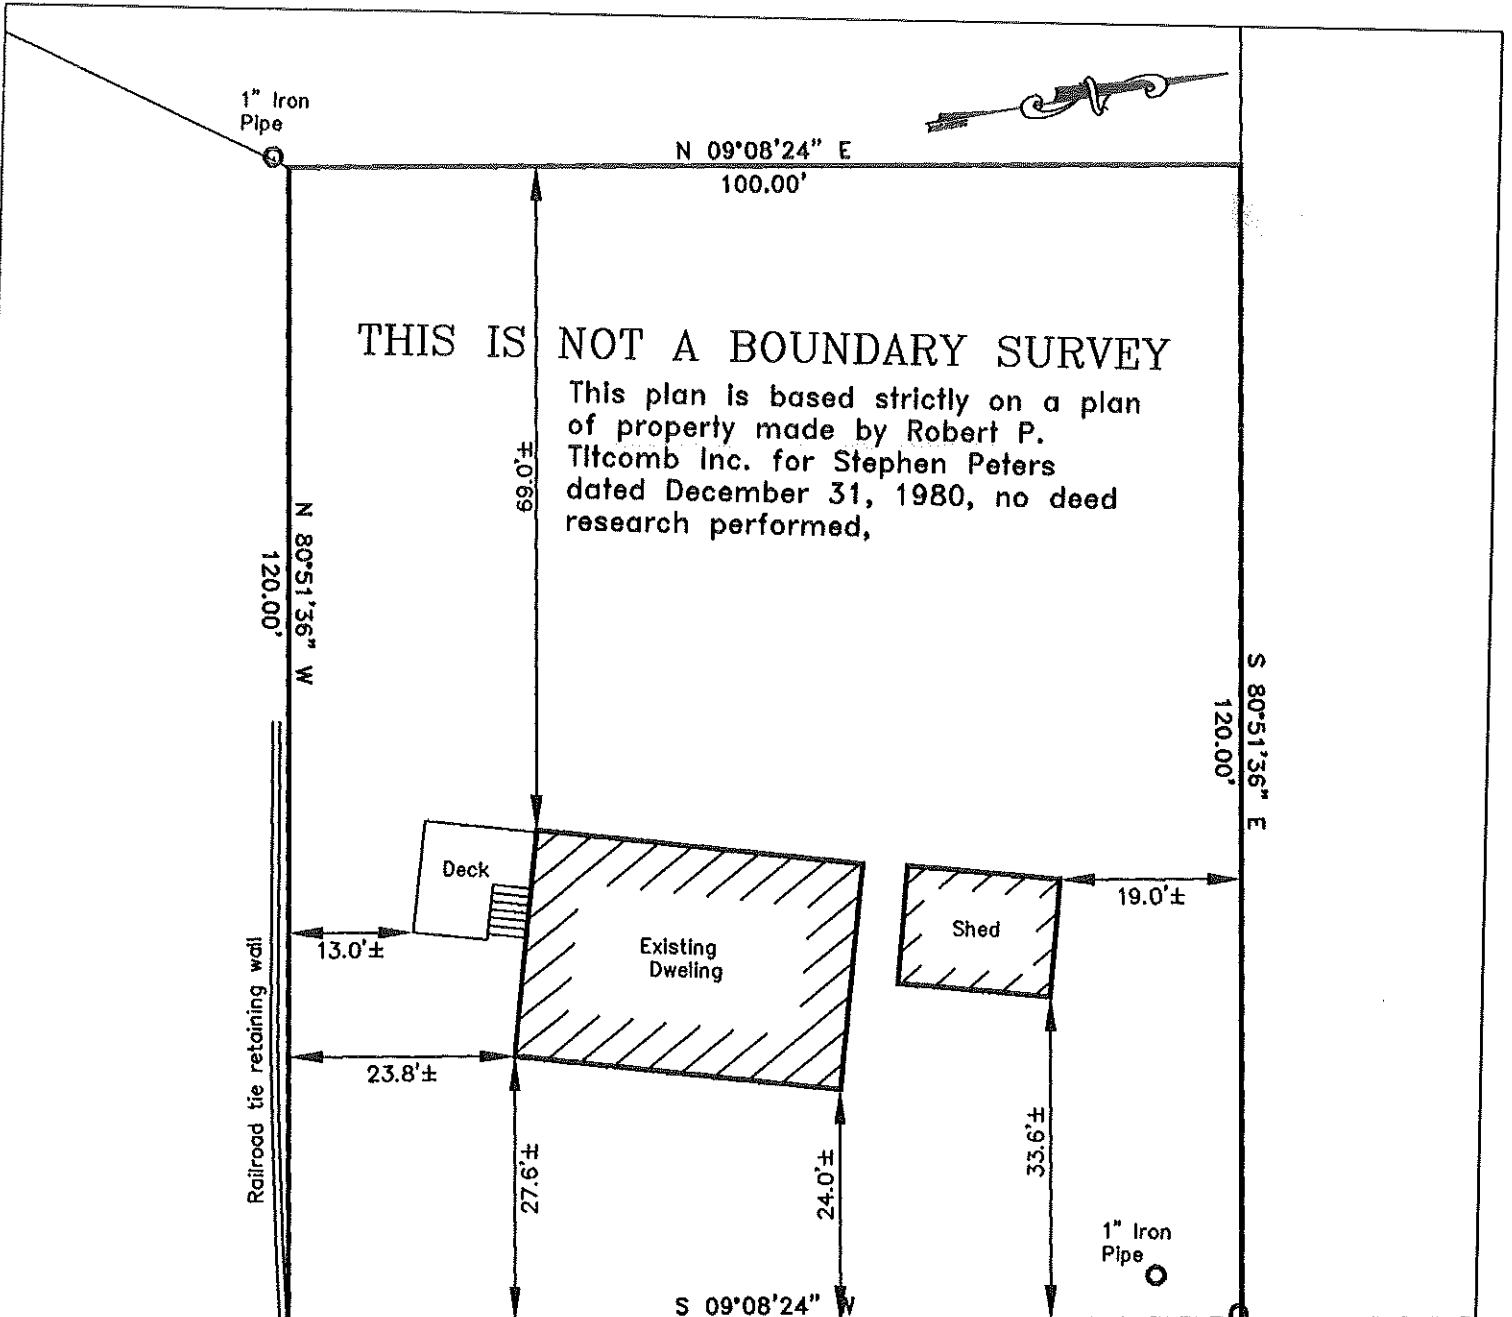 1" Iron
Pipe
N
N 09°08'24" E
100.00'
THIS IS NOT A BOUNDARY SURVEY
This plan is based strictly on a plan
of property made by Robert P.
Titcomb Inc. for Stephen Peters
dated December 31, 1980, no deed
research performed,
69.0'±
N 80°51'36" W
120.00'
S 80°51'36" E
120.00'
Deck
Existing
Dweling
Shed
19.0'±
13.0'±
23.8'±
Railroad tie retaining wall
27.6'±
24.0'±
33.6'±
1" Iron
Pipe
S 09°08'24" W